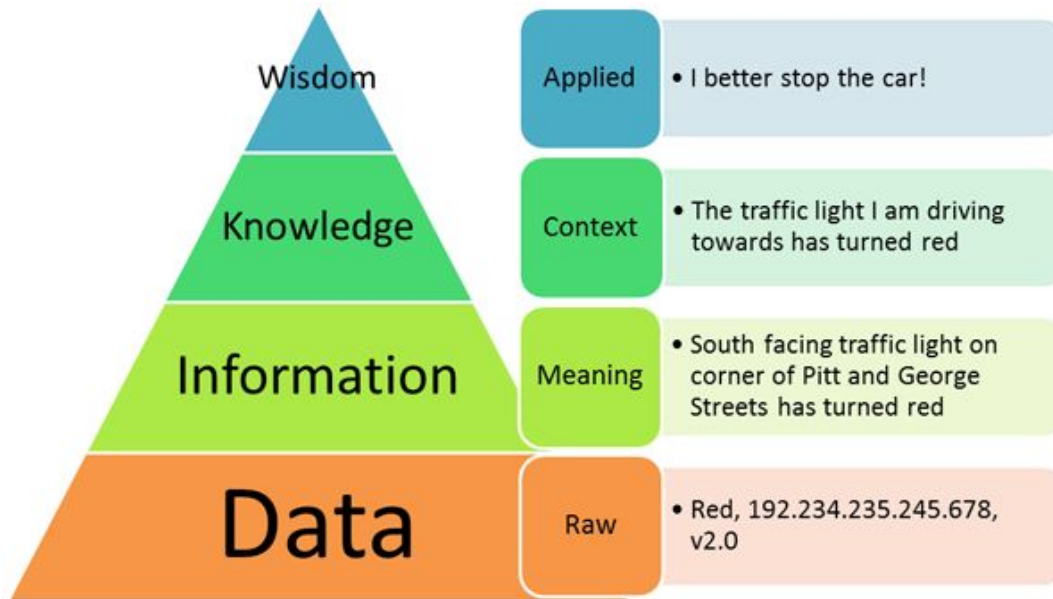 Wisdom
Applied
• I better stop the car!
Knowledge
Context
• The traffic light I am driving
towards has turned red
Information
Meaning
• South facing traffic light on
corner of Pitt and George
Streets has turned red
Data
Raw
• Red, 192.234.235.245.678,
v2.0